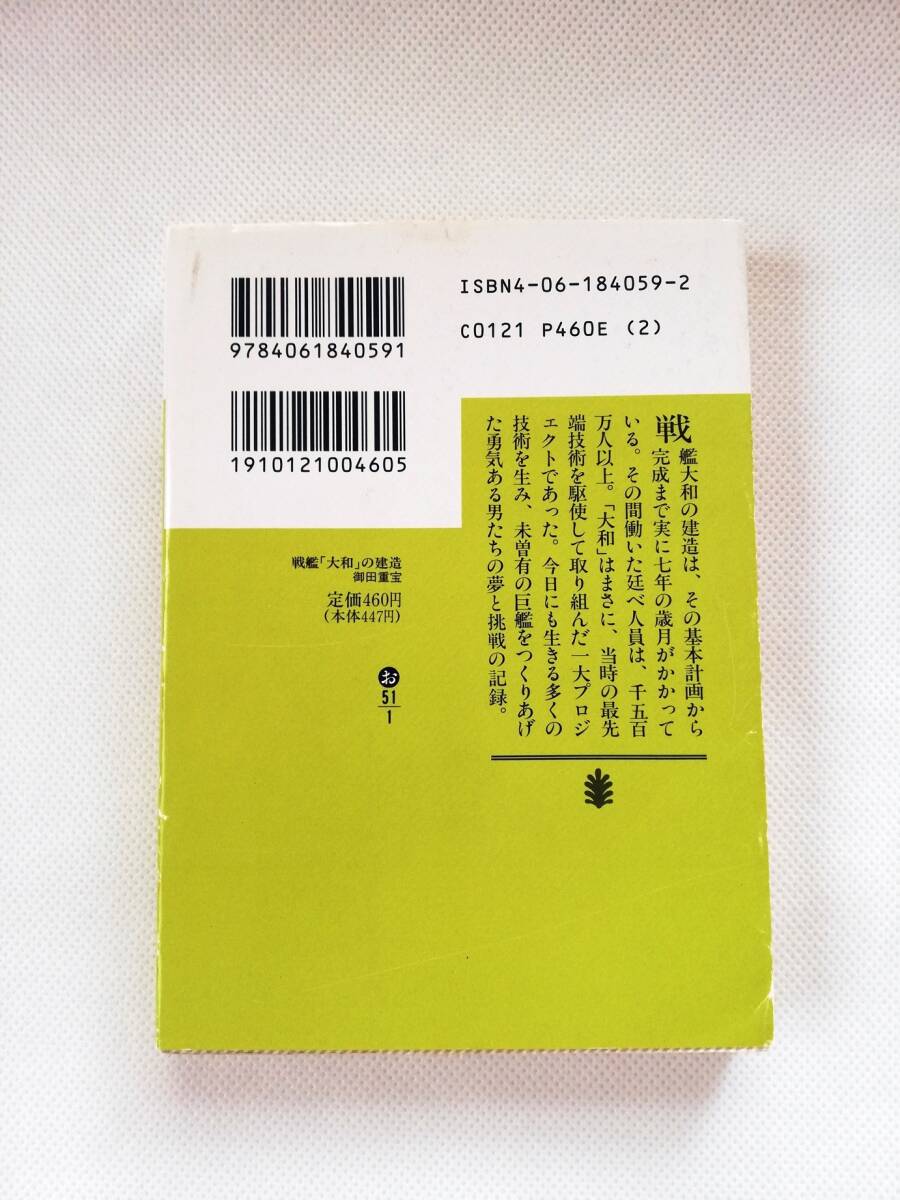 ISBN4-06-184059-2
C0121 P460E (2)
9784061840591
1910121004605
戦艦大和の建造は、その基本計画から
完成まで実に七年の歳月がかかって
いる。その間働いた廷べ人員は、千五百
万人以上。「大和」はまさに、当時の最先
端技術を駆使して取り組んだ一大プロジ
ェクトであった。今日にも生きる多くの
技術を生み、未曽有の巨艦をつくりあげ
た勇気ある男たちの夢と挑戦の記録。
戦艦「大和」の建造
御田重宝
定価460円
(本体447円)
お
51
1